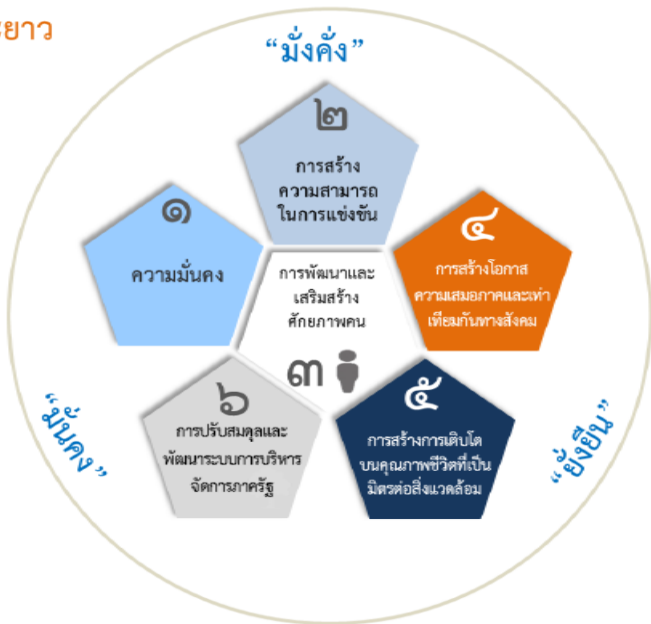 ะยาว
“มั่งคั่ง”
๒
การสร้าง
ความสามารถ
ในการแข่งขัน
๑
ความมั่นคง
๔
การสร้างโอกาส
ความเสมอภาคและเท่า
เทียมกันทางสังคม
การพัฒนาและ
เสริมสร้าง
ศักยภาพคน
๓
๖
การปรับสมดุลและ
พัฒนาระบบการบริหาร
จัดการภาครัฐ
๕
การสร้างการเติบโต
บนคุณภาพชีวิตที่เป็น
มิตรต่อสิ่งแวดล้อม
“มั่นคง”
“ยั่งยืน”